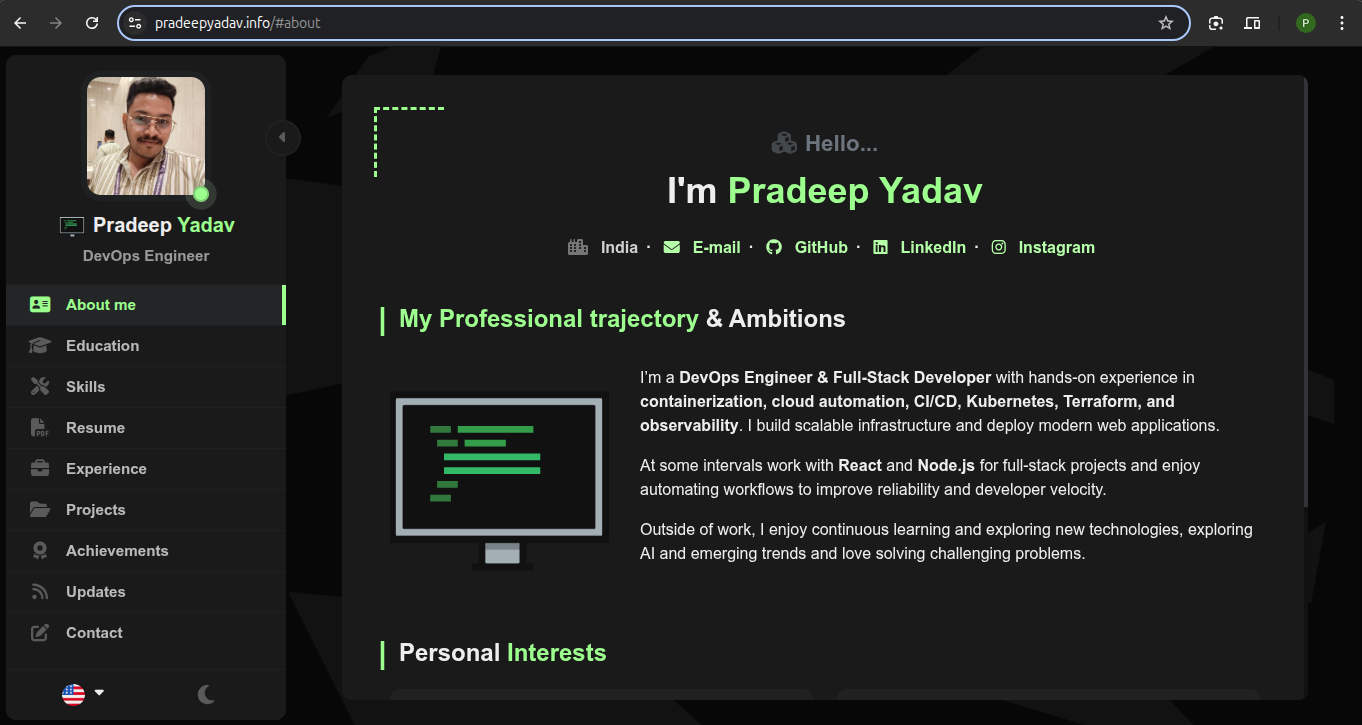 pradeepyadav.info/#about
P
Pradeep Yadav
DevOps Engineer
About me
Education
Skills
PDF Resume
Experience
Projects
Achievements
Updates
Contact
Hello...
I'm Pradeep Yadav
India · E-mail · GitHub · LinkedIn · Instagram
My Professional trajectory & Ambitions
I’m a DevOps Engineer & Full-Stack Developer with hands-on experience in
containerization, cloud automation, CI/CD, Kubernetes, Terraform, and
observability. I build scalable infrastructure and deploy modern web applications.
At some intervals work with React and Node.js for full-stack projects and enjoy
automating workflows to improve reliability and developer velocity.
Outside of work, I enjoy continuous learning and exploring new technologies, exploring
AI and emerging trends and love solving challenging problems.
Personal Interests